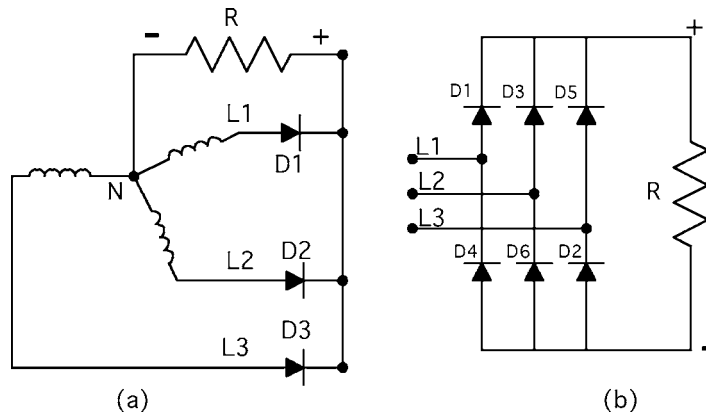 R
- +
L1
D1
N
L2 D2
D3
L3
(a)
+
D1 D3 D5
L1
L2
L3
R
D4 D6 D2
-
(b)